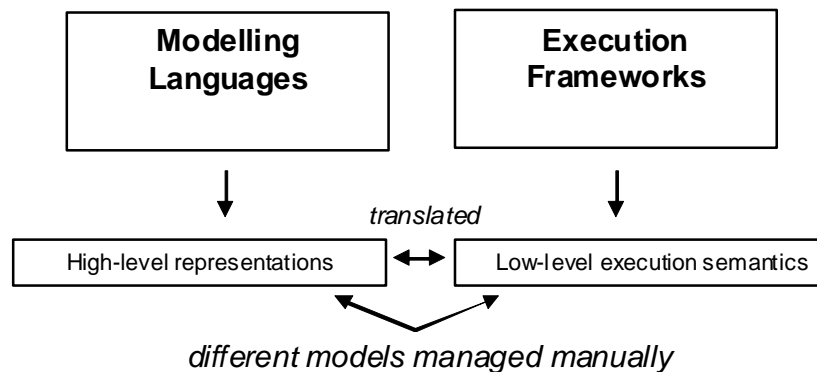 Modelling
Languages
Execution
Frameworks
translated
High-level representations
Low-level execution semantics
different models managed manually